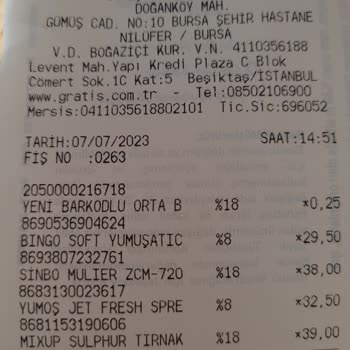 DOĞANKÖY MAH.
GÜMÜŞ CAD. NO:10 BURSA ŞEHİR HASTANE
NİLÜFER / BURSA
V.D. BOĞAZİÇİ KUR. V.N. 4110356188
Levent Mah.Yapı Kredi Plaza C Blok
Cömert Sok.1C Kat:5 Beşiktaş/İSTANBUL
www.gratis.com.tr - Tel:08502106900
Mersis:0411035618802101 Tic.Sic:696052
TARİH:07/07/2023 SAAT:14:51
FİŞ NO :0263
2050000216718
YENİ BARKODLU ORTA B %18 *0,25
8690536904624
BINGO SOFT YUMUŞATIC %8 *29,50
8693807232761
SİNBO MULIER ZCM-720 %18 *38,00
8683130023617
YUMOŞ JET FRESH SPRE %8 *32,50
8681153190606
MIXUP SULPHUR TIRNAK %18 *39,00